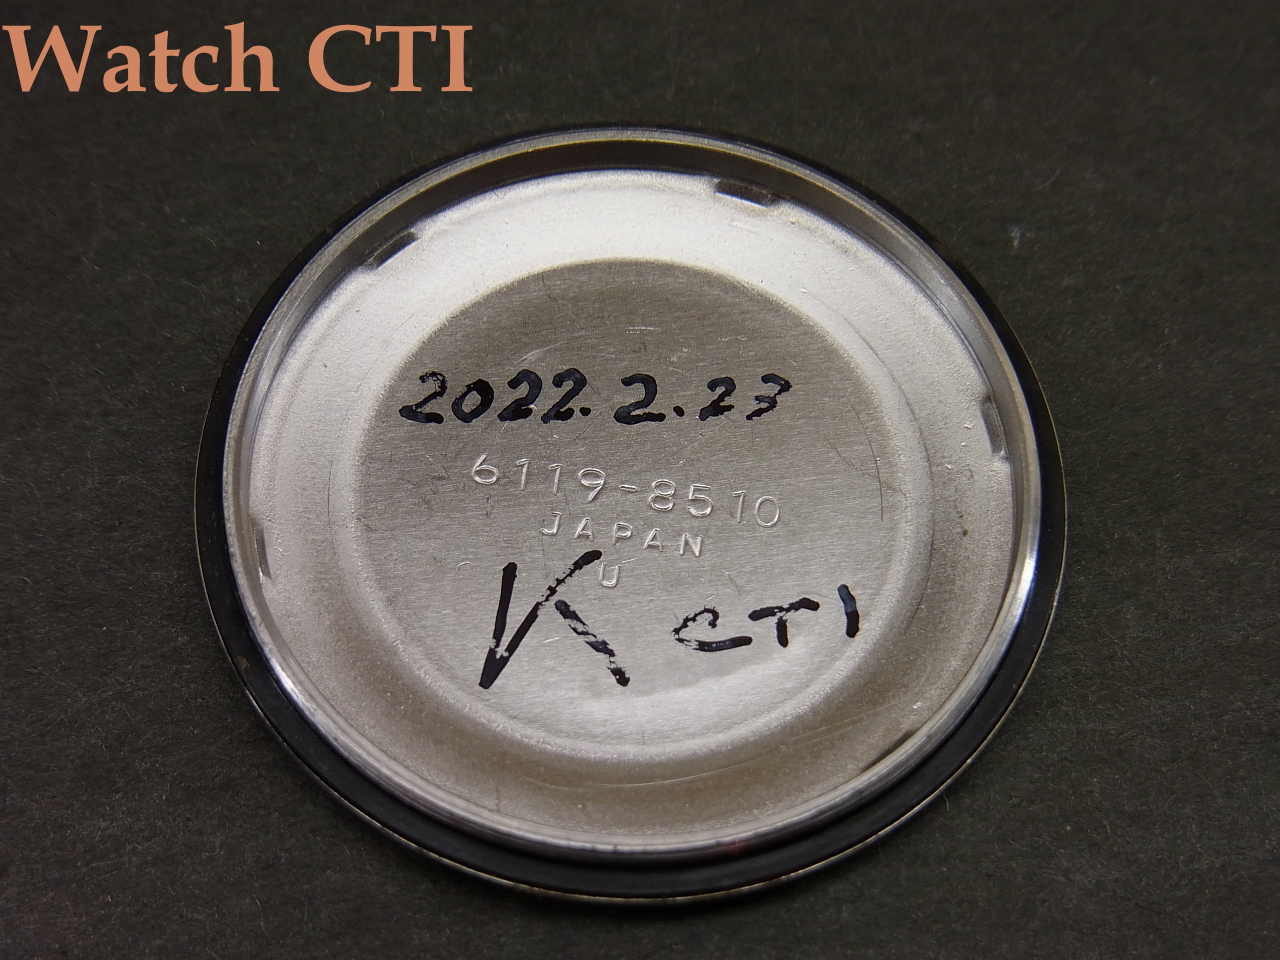 Watch CTI
2022.2.23
6119-8510
JAPAN
U
K CTI